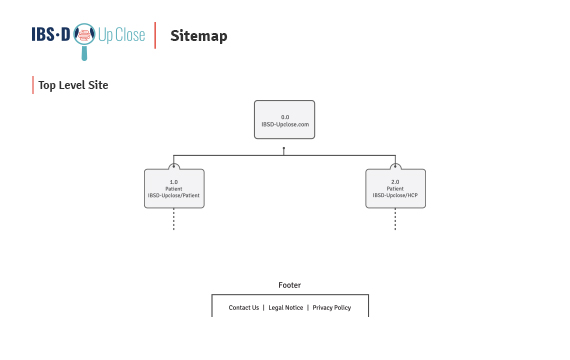 IBS•D Up Close
Sitemap
Top Level Site
0.0
IBSD-Upclose.com
1.0
Patient
IBSD-Upclose/Patient
2.0
Patient
IBSD-Upclose/HCP
Footer
Contact Us | Legal Notice | Privacy Policy